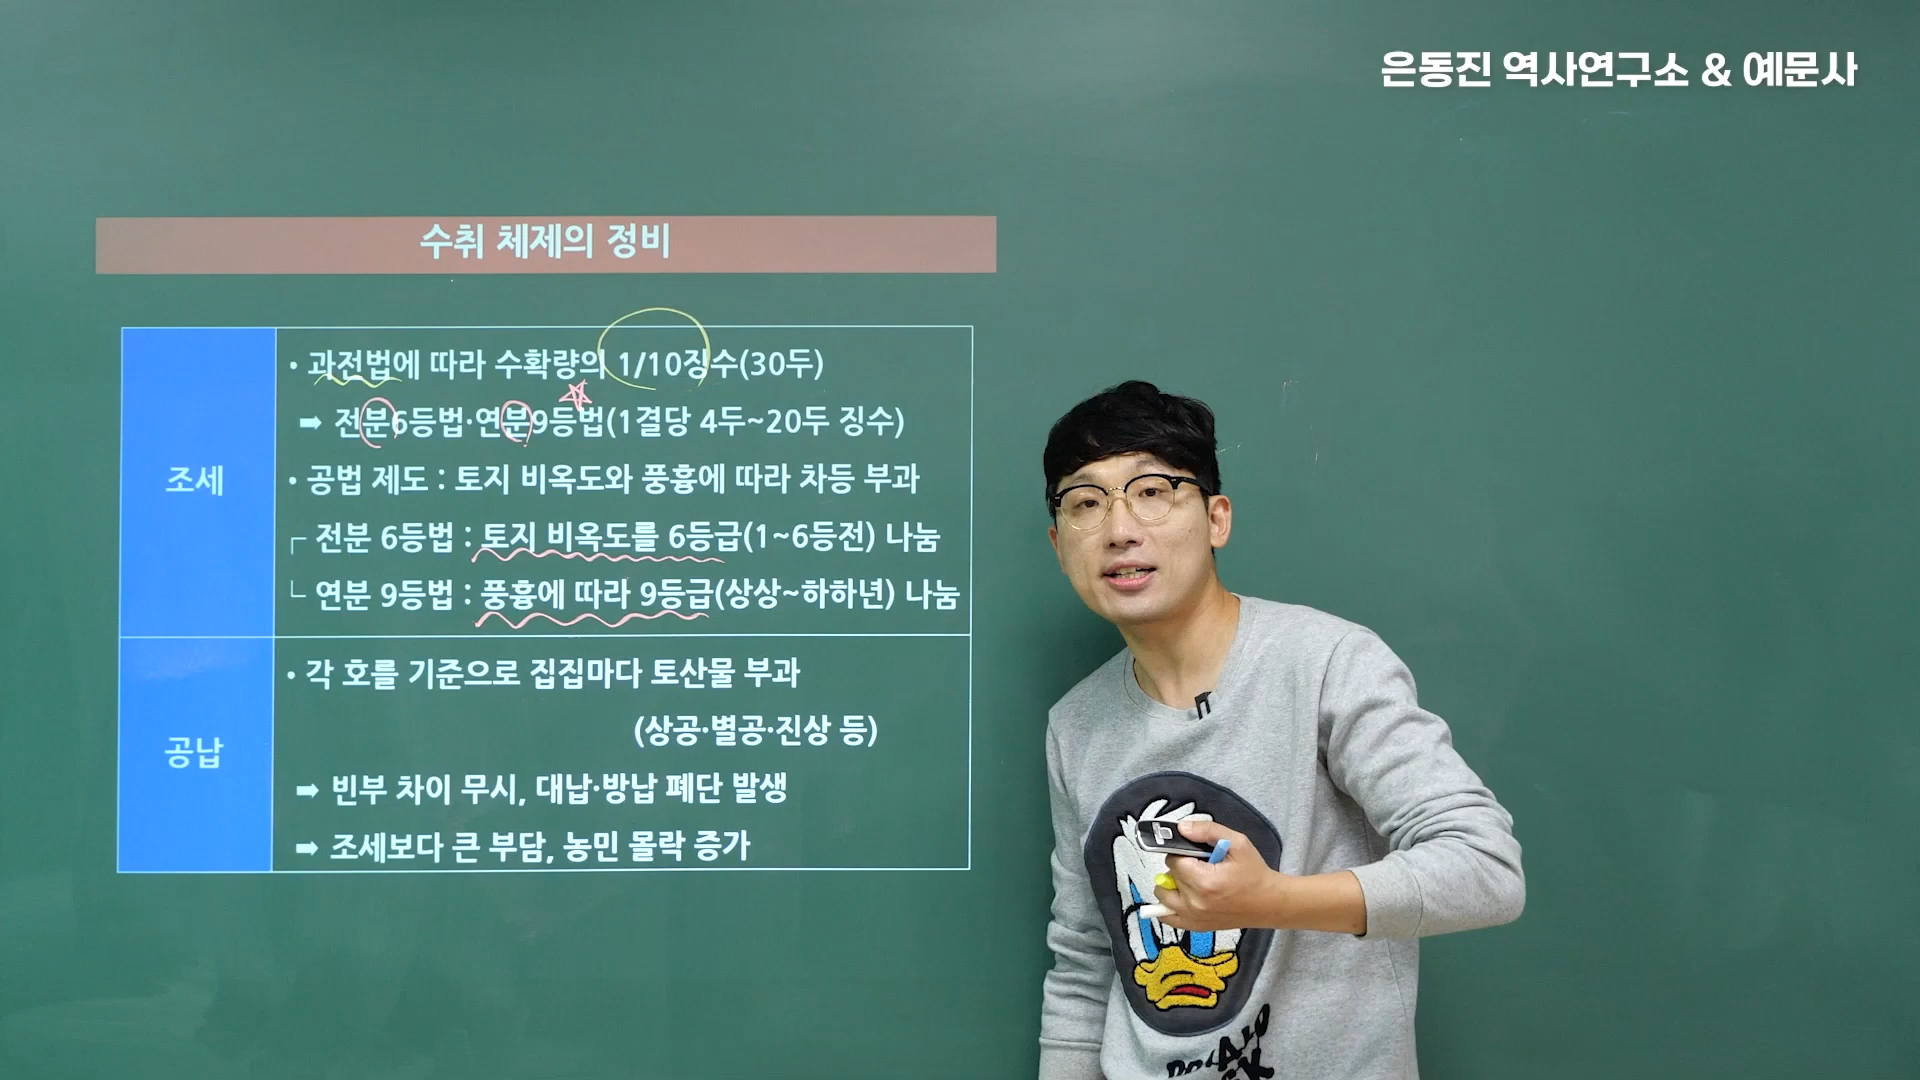 은동진 역사연구소 & 예문사
수취 체제의 정비
조세
• 과전법에 따라 수확량의 1/10징수(30두)
➡ 전분6등법·연분9등법(1결당 4두~20두 징수)
• 공법 제도 : 토지 비옥도와 풍흉에 따라 차등 부과
┌ 전분 6등법 : 토지 비옥도를 6등급(1~6등전) 나눔
└ 연분 9등법 : 풍흉에 따라 9등급(상상~하하년) 나눔
공납
• 각 호를 기준으로 집집마다 토산물 부과
(상공·별공·진상 등)
➡ 빈부 차이 무시, 대납·방납 폐단 발생
➡ 조세보다 큰 부담, 농민 몰락 증가